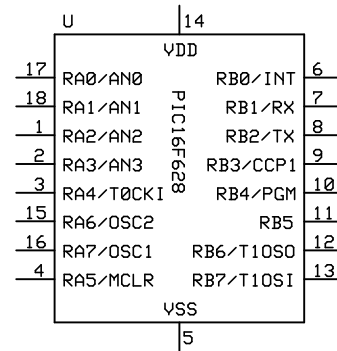 U 14
VDD
17 RA0/AN0 RB0/INT 6
18 RA1/AN1 RB1/RX 7
1 RA2/AN2 RB2/TX 8
2 RA3/AN3 RB3/CCP1 9
3 RA4/T0CKI RB4/PGM 10
15 RA6/OSC2 RB5 11
16 RA7/OSC1 RB6/T1OSO 12
4 RA5/MCLR RB7/T1OSI 13
PIC16F628
VSS
5